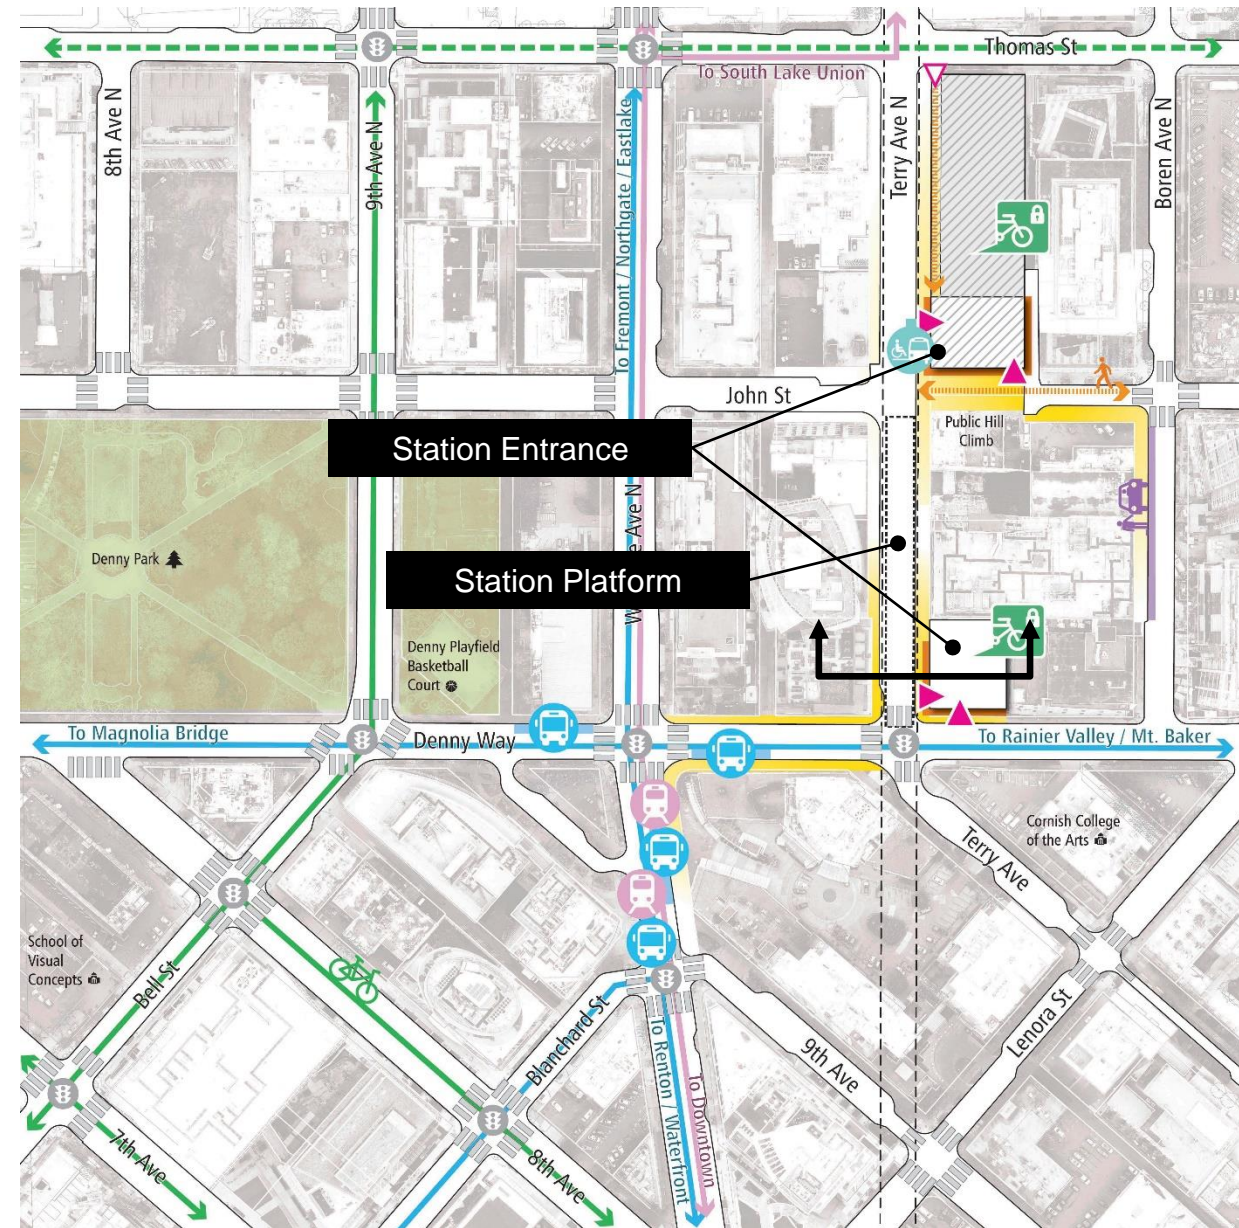 Thomas St
To South Lake Union
8th Ave N
9th Ave N
To Fremont / Northgate / Eastlake
Terry Ave N
Boren Ave N
John St
Public Hill
Climb
Station Entrance
Station Platform
Ave N
Denny Park
Denny Playfield
Basketball
Court
To Magnolia Bridge
Denny Way
To Rainier Valley / Mt. Baker
Cornish College
of the Arts
Terry Ave
School of
Visual
Concepts
Bell St
Blanchard St
To Renton / Waterfront
To Downtown
9th Ave
Lenora St
7th Ave
8th Ave